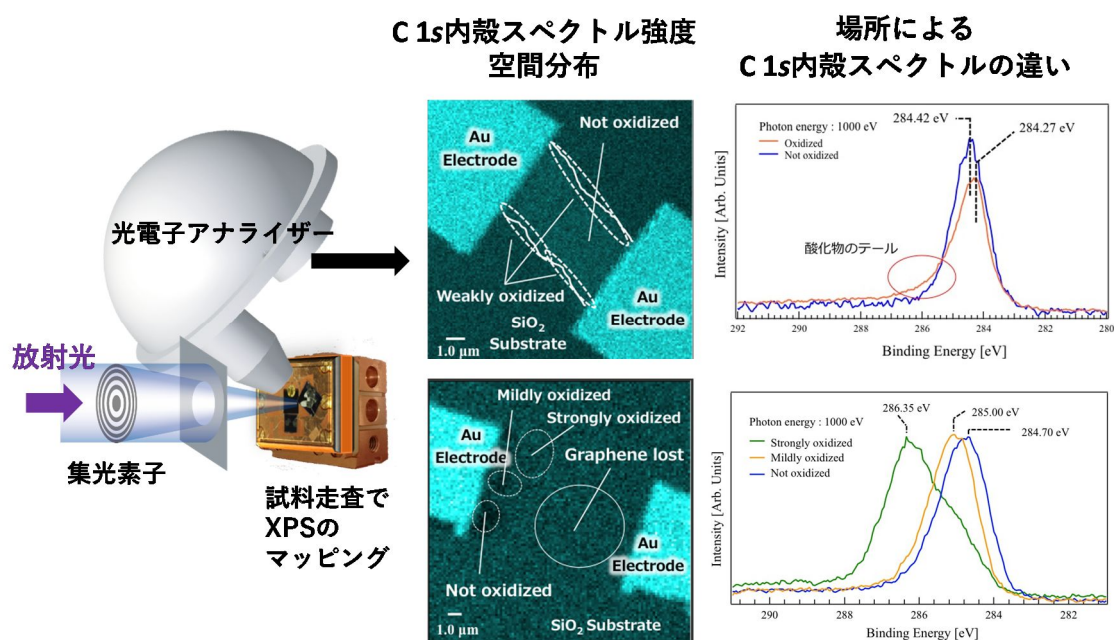 C 1s内殻スペクトル強度
空間分布
場所による
C 1s内殻スペクトルの違い
光電子アナライザー
放射光
集光素子
試料走査で
XPSの
マッピング
Au
Electrode
Not oxidized
Weakly oxidized
SiO2
Substrate
Au
Electrode
1.0 μm
Photon energy : 1000 eV
Oxidized
Not oxidized
284.42 eV
284.27 eV
酸化物のテール
Intensity [Arb. Units]
292 290 288 286 284 282 280
Binding Energy [eV]
Mildly oxidized
Strongly oxidized
Au
Electrode
Graphene lost
Au
Electrode
Not oxidized
1.0 μm
SiO2 Substrate
Photon energy : 1000 eV
Strongly oxidized
Mildly oxidized
Not oxidized
286.35 eV
285.00 eV
284.70 eV
Intensity [Arb. Units]
290 288 286 284 282
Binding Energy [eV]